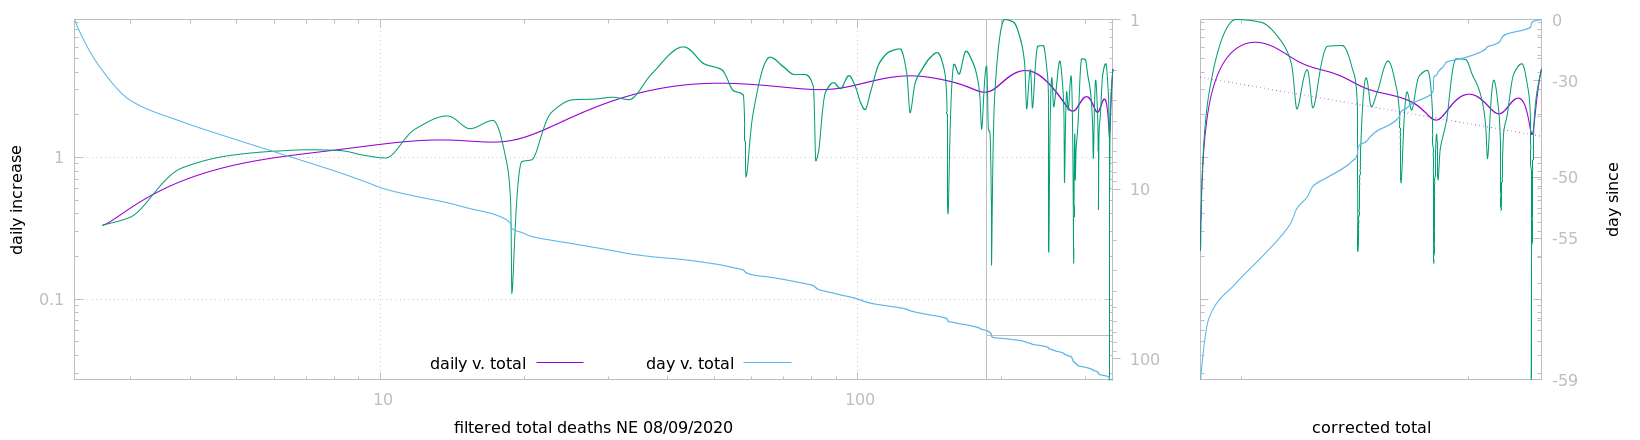 daily increase
1
0.1
10
100
1
10
100
daily v. total
day v. total
filtered total deaths NE 08/09/2020
0
-30
-50
-55
-59
day since
corrected total